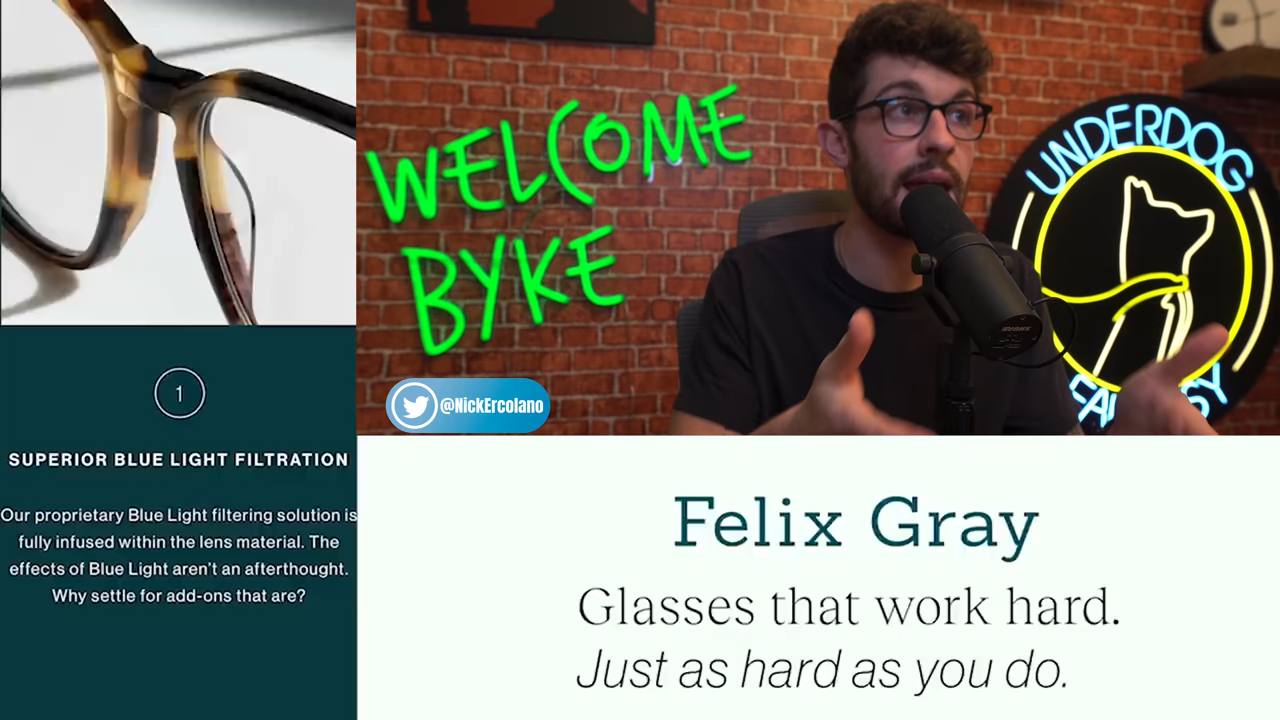 WELCOME
BYKE
UNDERDOG
@NickErcolano
1
SUPERIOR BLUE LIGHT FILTRATION
Our proprietary Blue Light filtering solution is
fully infused within the lens material. The
effects of Blue Light aren't an afterthought.
Why settle for add-ons that are?
Felix Gray
Glasses that work hard.
Just as hard as you do.